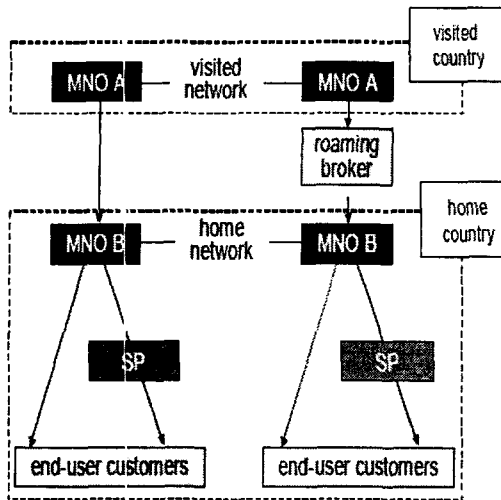 visited
country
MNO A
visited
network
MNO A
roaming
broker
home
country
MNO B
home
network
MNO B
SP
SP
end-user customers
end-user customers